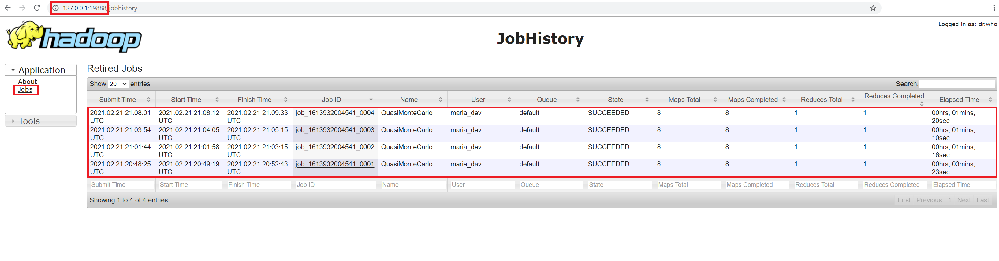 127.0.0.1:19888/jobhistory
hadoop
JobHistory
Logged in as: dr.who
Application
About
Jobs
Tools
Retired Jobs
Show 20 entries
Search:
Submit Time Start Time Finish Time Job ID Name User Queue State Maps Total Maps Completed Reduces Total Reduces Completed Elapsed Time
2021.02.21 21:08:01 2021.02.21 21:08:12 2021.02.21 21:09:33 job_1613932004541_0004 QuasiMonteCarlo maria_dev default SUCCEEDED 8 8 1 1 00hrs, 01mins,
UTC UTC UTC 20sec
2021.02.21 21:03:54 2021.02.21 21:04:05 2021.02.21 21:05:15 job_1613932004541_0003 QuasiMonteCarlo maria_dev default SUCCEEDED 8 8 1 1 00hrs, 01mins,
UTC UTC UTC 10sec
2021.02.21 21:01:44 2021.02.21 21:01:58 2021.02.21 21:03:15 job_1613932004541_0002 QuasiMonteCarlo maria_dev default SUCCEEDED 8 8 1 1 00hrs, 01mins,
UTC UTC UTC 16sec
2021.02.21 20:48:25 2021.02.21 20:49:19 2021.02.21 20:52:43 job_1613932004541_0001 QuasiMonteCarlo maria_dev default SUCCEEDED 8 8 1 1 00hrs, 03mins,
UTC UTC UTC 23sec
Submit Time Start Time Finish Time Job ID Name User Queue State Maps Total Maps Completed Reduces Total Reduces Completed Elapsed Time
Showing 1 to 4 of 4 entries
First Previous 1 Next Last